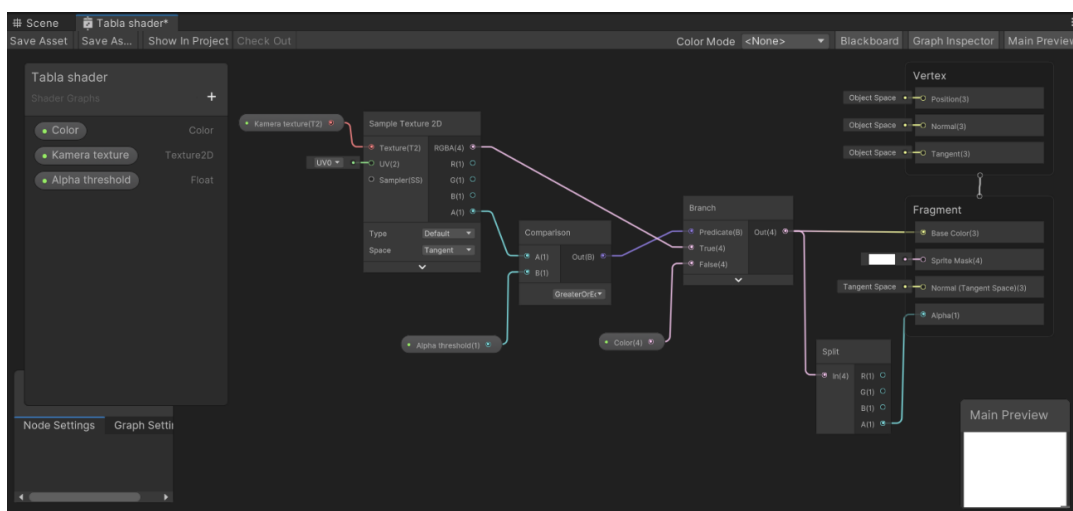 Scene
Tabla shader*
Save Asset Save As... Show In Project Check Out
Color Mode <None> Blackboard Graph Inspector Main Preview
Tabla shader
Shader Graphs
+
Color Color
Kamera texture Texture2D
Alpha threshold Float
Node Settings Graph Setti
Kamera texture(T2)
UV0
Sample Texture 2D
Texture(T2) RGBA(4)
UV(2) R(1)
Sampler(SS) G(1)
B(1)
A(1)
Type Default
Space Tangent
Alpha threshold(1)
Comparison
A(1) Out(B)
B(1)
GreaterOrEc
Color(4)
Branch
Predicate(B) Out(4)
True(4)
False(4)
Split
In(4) R(1)
G(1)
B(1)
A(1)
Vertex
Object Space Position(3)
Object Space Normal(3)
Object Space Tangent(3)
Fragment
Base Color(3)
Sprite Mask(4)
Tangent Space Normal (Tangent Space)(3)
Alpha(1)
Main Preview